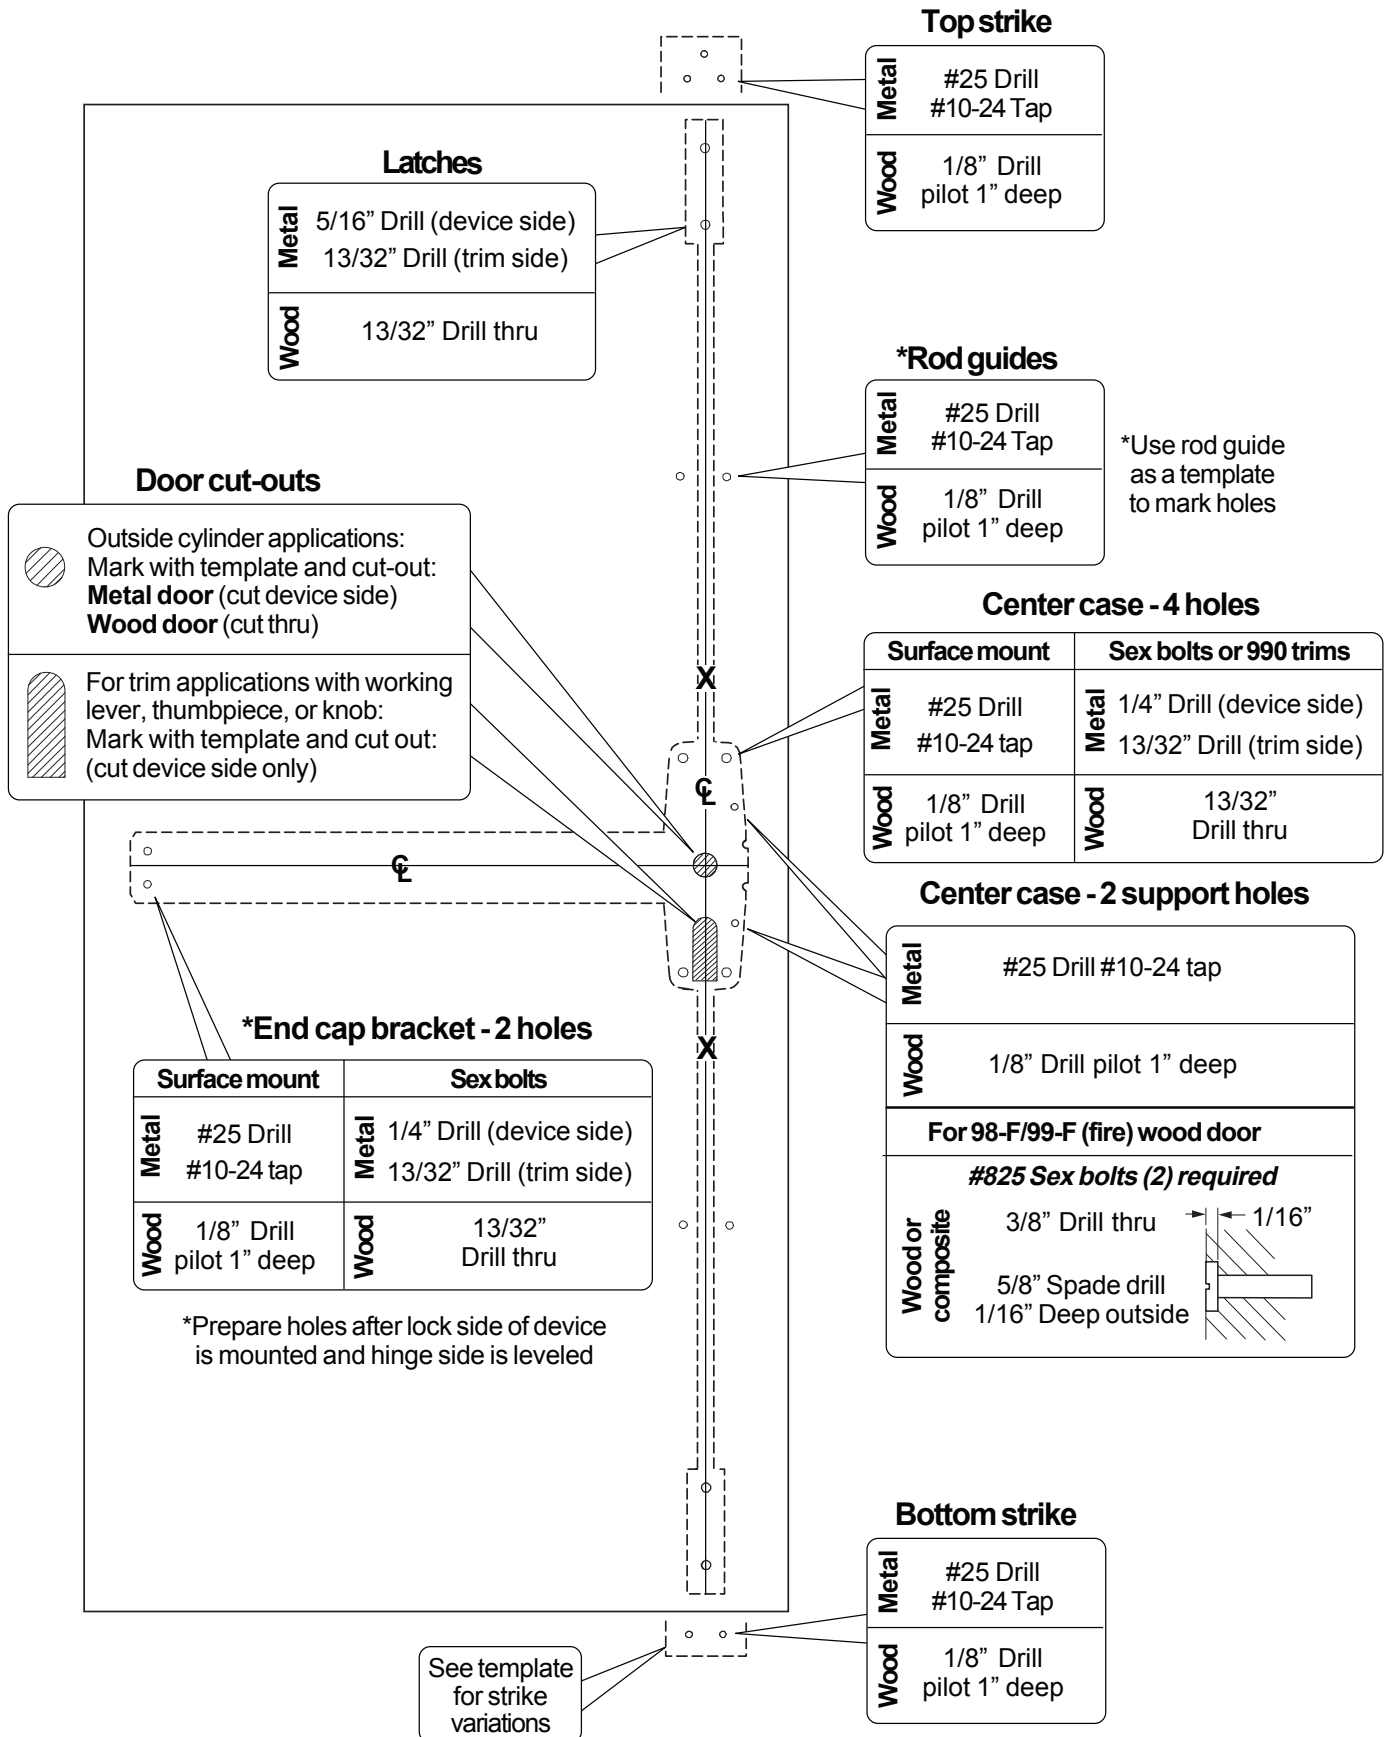 Top strike
Metal
#25 Drill
#10-24 Tap
Wood
1/8” Drill
pilot 1” deep
Latches
Metal
5/16” Drill (device side)
13/32” Drill (trim side)
Wood
13/32” Drill thru
*Rod guides
Metal
#25 Drill
#10-24 Tap
Wood
1/8” Drill
pilot 1” deep
*Use rod guide
as a template
to mark holes
Door cut-outs
Outside cylinder applications:
Mark with template and cut-out:
Metal door (cut device side)
Wood door (cut thru)
For trim applications with working
lever, thumbpiece, or knob:
Mark with template and cut out:
(cut device side only)
X
℄
℄
X
Center case - 4 holes
Surface mount
Sex bolts or 990 trims
Metal
#25 Drill
#10-24 tap
Metal
1/4” Drill (device side)
13/32” Drill (trim side)
Wood
1/8” Drill
pilot 1” deep
Wood
13/32”
Drill thru
Center case - 2 support holes
Metal
#25 Drill #10-24 tap
Wood
1/8” Drill pilot 1” deep
For 98-F/99-F (fire) wood door
#825 Sex bolts (2) required
Wood or
composite
3/8” Drill thru
1/16”
5/8” Spade drill
1/16” Deep outside
*End cap bracket - 2 holes
Surface mount
Sex bolts
Metal
#25 Drill
#10-24 tap
Metal
1/4” Drill (device side)
13/32” Drill (trim side)
Wood
1/8” Drill
pilot 1” deep
Wood
13/32”
Drill thru
*Prepare holes after lock side of device
is mounted and hinge side is leveled
Bottom strike
Metal
#25 Drill
#10-24 Tap
Wood
1/8” Drill
pilot 1” deep
See template
for strike
variations